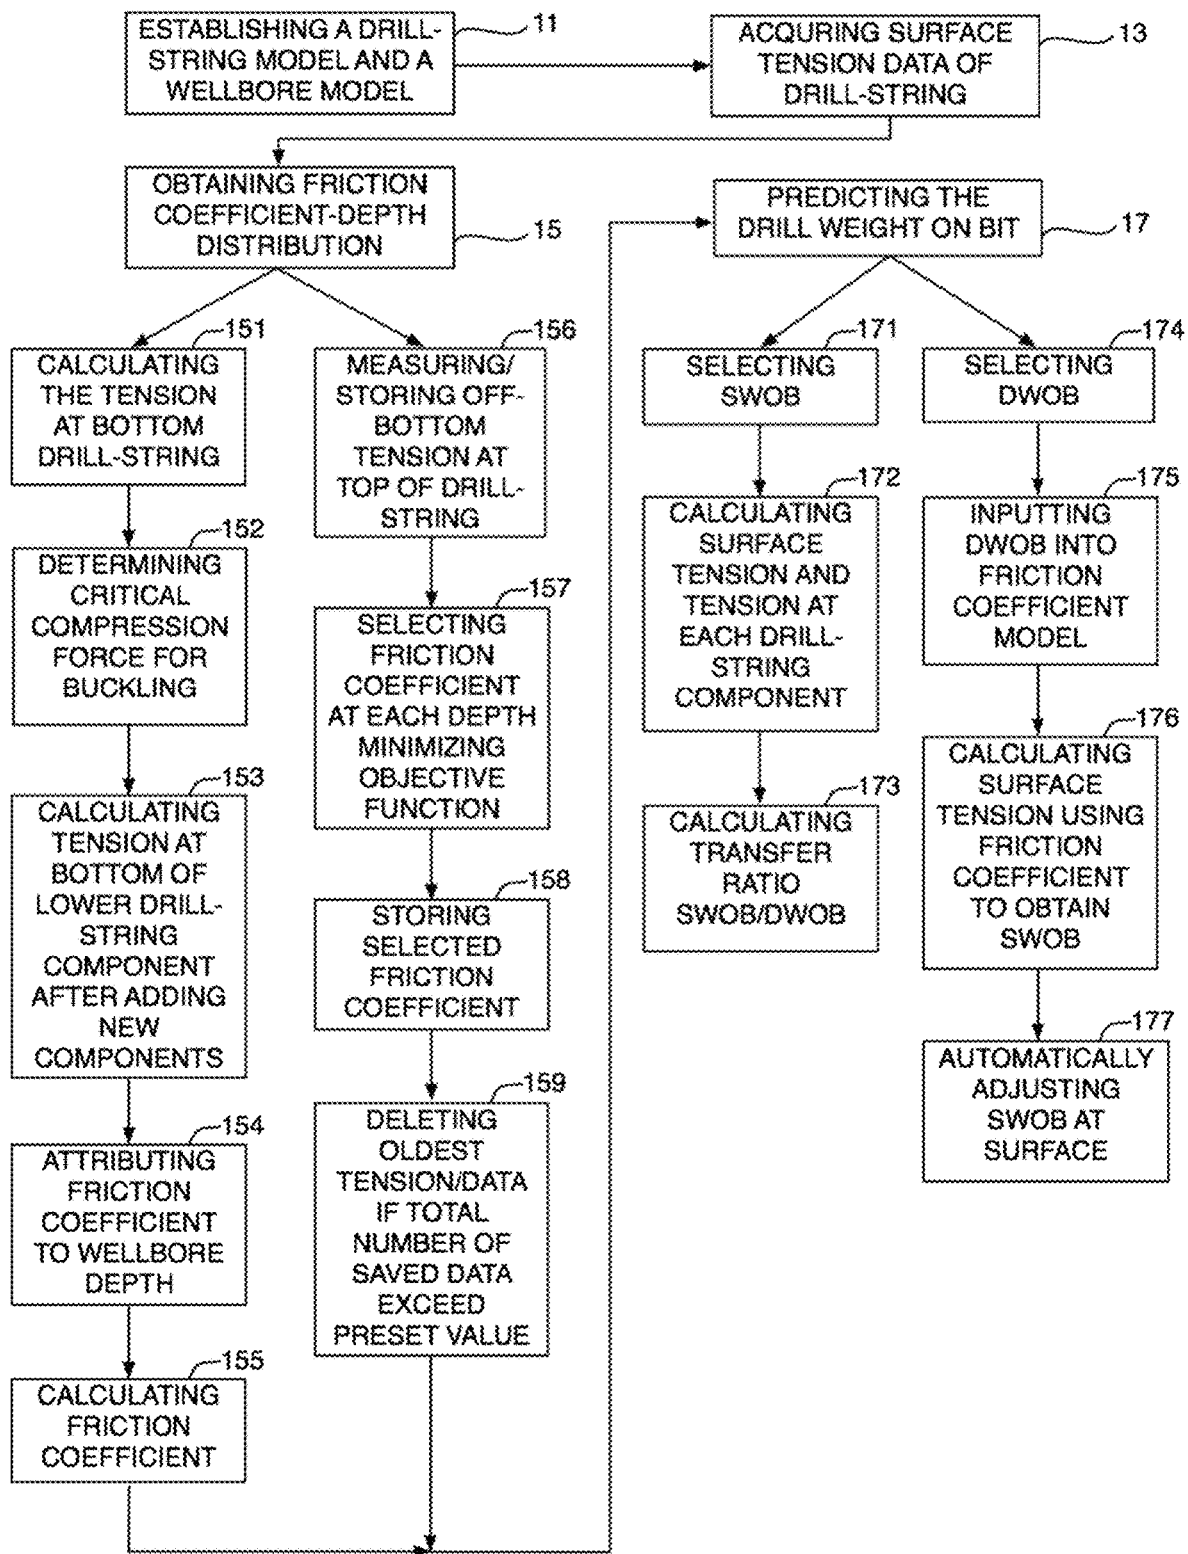 ESTABLISHING A DRILL-
STRING MODEL AND A
WELLBORE MODEL
11
ACQURING SURFACE
TENSION DATA OF
DRILL-STRING
13
OBTAINING FRICTION
COEFFICIENT-DEPTH
DISTRIBUTION
15
PREDICTING THE
DRILL WEIGHT ON BIT
17
151
CALCULATING
THE TENSION
AT BOTTOM
DRILL-STRING
152
DETERMINING
CRITICAL
COMPRESSION
FORCE FOR
BUCKLING
153
CALCULATING
TENSION AT
BOTTOM OF
LOWER DRILL-
STRING
COMPONENT
AFTER ADDING
NEW
COMPONENTS
154
ATTRIBUTING
FRICTION
COEFFICIENT
TO WELLBORE
DEPTH
155
CALCULATING
FRICTION
COEFFICIENT
156
MEASURING/
STORING OFF-
BOTTOM
TENSION AT
TOP OF DRILL-
STRING
157
SELECTING
FRICTION
COEFFICIENT
AT EACH DEPTH
MINIMIZING
OBJECTIVE
FUNCTION
158
STORING
SELECTED
FRICTION
COEFFICIENT
159
DELETING
OLDEST
TENSION/DATA
IF TOTAL
NUMBER OF
SAVED DATA
EXCEED
PRESET VALUE
171
SELECTING
SWOB
172
CALCULATING
SURFACE
TENSION AND
TENSION AT
EACH DRILL-
STRING
COMPONENT
173
CALCULATING
TRANSFER
RATIO
SWOB/DWOB
174
SELECTING
DWOB
175
INPUTTING
DWOB INTO
FRICTION
COEFFICIENT
MODEL
176
CALCULATING
SURFACE
TENSION USING
FRICTION
COEFFICIENT
TO OBTAIN
SWOB
177
AUTOMATICALLY
ADJUSTING
SWOB AT
SURFACE